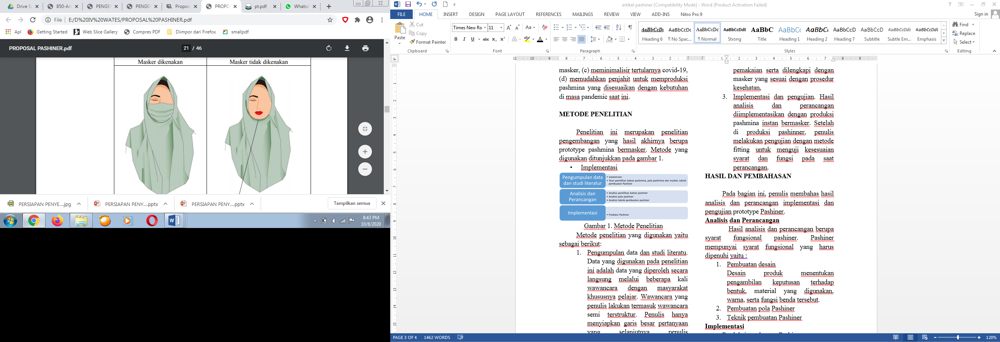 Drive S
850-Art
PENGEN
PENGEN
Propos
PROPO
pt.pdf
WhatsA
File
E:/D%20IV%20WATES/PROPOSAL%20PASHINER.pdf
Apl
Getting Started
Web Slice Gallery
Compres PDF
Diimpor dari Firefox
smallpdf
PROPOSAL PASHINER.pdf
21 / 46
Masker dikenakan
Masker tidak dikenakan
PERSIAPAN PENYE....jpg
PERSIAPAN PENY....pptx
PERSIAPAN PENY....pptx
Tampilkan semua
8:43 PM
10/8/2020
artikel pashiner [Compatibility Mode] - Word (Product Activation Failed)
FILE
HOME
INSERT
DESIGN
PAGE LAYOUT
REFERENCES
MAILINGS
REVIEW
VIEW
ADD-INS
Nitro Pro 9
Sign in
Paste
Cut
Copy
Format Painter
Clipboard
Times New Ro
11
Font
Paragraph
Heading 6
¶ No Spac...
¶ Normal
Strong
Title
Heading 1
Heading 2
Heading 7
Subtitle
Subtle Em...
Emphasis
Styles
Find
Replace
Select
Editing
masker, (c) meminimalisir tertularnya covid-19,
(d) memudahkan penjahit untuk memproduksi
pashmina yang disesuaikan dengan kebutuhan
di masa pandemic saat ini.
METODE PENELITIAN
Penelitian ini merupakan penelitian
pengembangan yang hasil akhirnya berupa
prototype pashmina bermasker. Metode yang
digunakan ditunjukkan pada gambar 1.
• Implementasi
Pengumpulan data
dan studi literatur
• wawancara
• Teori pemilihan bahan pashmina, pola pashmina dan masker, teknik
pembuatan Pashiner
Analisis dan
Perancangan
• Analisis pemilihan bahan pashiner
• Analisis pola pashiner
• Analisis teknik pembuatan pashiner
Implementasi
• Produksi Pashiner
Gambar 1. Metode Penelitian
Metode penelitian yang digunakan yaitu
sebagai berikut:
1. Pengumpulan data dan studi literatu.
Data yang digunakan pada penelitian
ini adalah data yang diperoleh secara
langsung melalui beberapa kali
wawancara dengan masyarakat
khususnya pelajar. Wawancara yang
penulis lakukan termasuk wawancara
semi terstruktur. Penulis hanya
menyiapkan garis besar pertanyaan
yang selanjutnya penulis
pemakaian serta dilengkapi dengan
masker yang sesuai dengan prosedur
kesehatan,
3. Implementasi dan pengujian. Hasil
analisis dan perancangan
diimplementasikan dengan produksi
pashmina instan bermasker. Setelah
di produksi pashinner, penulis
melakukan pengujian dengan metode
fitting untuk menguji kesesuaian
syarat dan fungsi pada saat
perancangan.
HASIL DAN PEMBAHASAN
Pada bagian ini, penulis membahas hasil
analisis dan perancangan implementasi dan
pengujian prototype Pashiner.
Analisis dan Perancangan
Hasil analisis dan perancangan berupa
syarat fungsional pashiner. Pashiner
mempunyai syarat fungsional yang harus
dipenuhi yaitu :
1. Pembuatan desain
Desain produk menentukan
pengambilan keputusan terhadap
bentuk, material yang digunakan,
warna, serta fungsi benda tersebut.
2. Pembuatan pola Pashiner
3. Teknik pembuatan Pashiner
Implementasi
PAGE 3 OF 4
1462 WORDS
120%